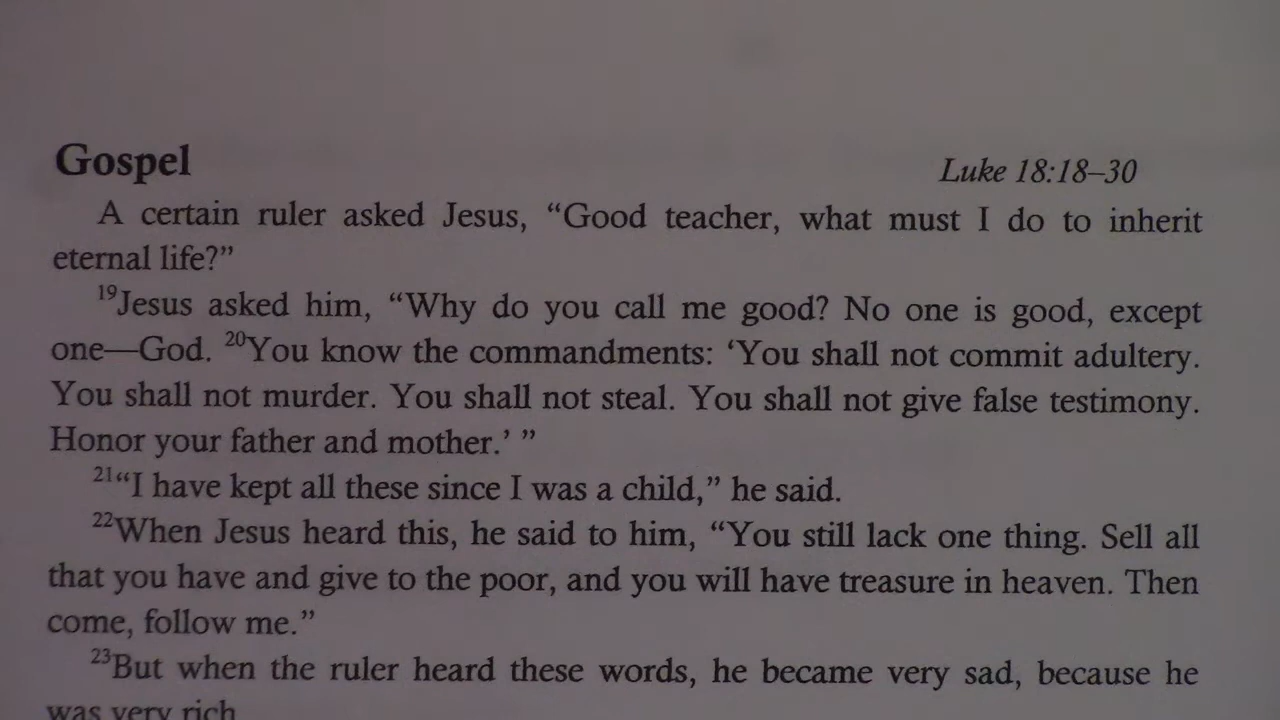 Gospel
Luke 18:18–30
A certain ruler asked Jesus, “Good teacher, what must I do to inherit
eternal life?”
19Jesus asked him, “Why do you call me good? No one is good, except
one—God. 20You know the commandments: ‘You shall not commit adultery.
You shall not murder. You shall not steal. You shall not give false testimony.
Honor your father and mother.’ ”
21“I have kept all these since I was a child,” he said.
22When Jesus heard this, he said to him, “You still lack one thing. Sell all
that you have and give to the poor, and you will have treasure in heaven. Then
come, follow me.”
23But when the ruler heard these words, he became very sad, because he
was very rich